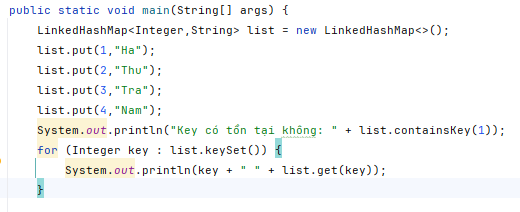 public static void main(String[] args) {
LinkedHashMap<Integer,String> list = new LinkedHashMap<>();
list.put(1,"Ha");
list.put(2,"Thu");
list.put(3,"Tra");
list.put(4,"Nam");
System.out.println("Key có tồn tại không: " + list.containsKey(1));
for (Integer key : list.keySet()) {
System.out.println(key + " " + list.get(key));
}